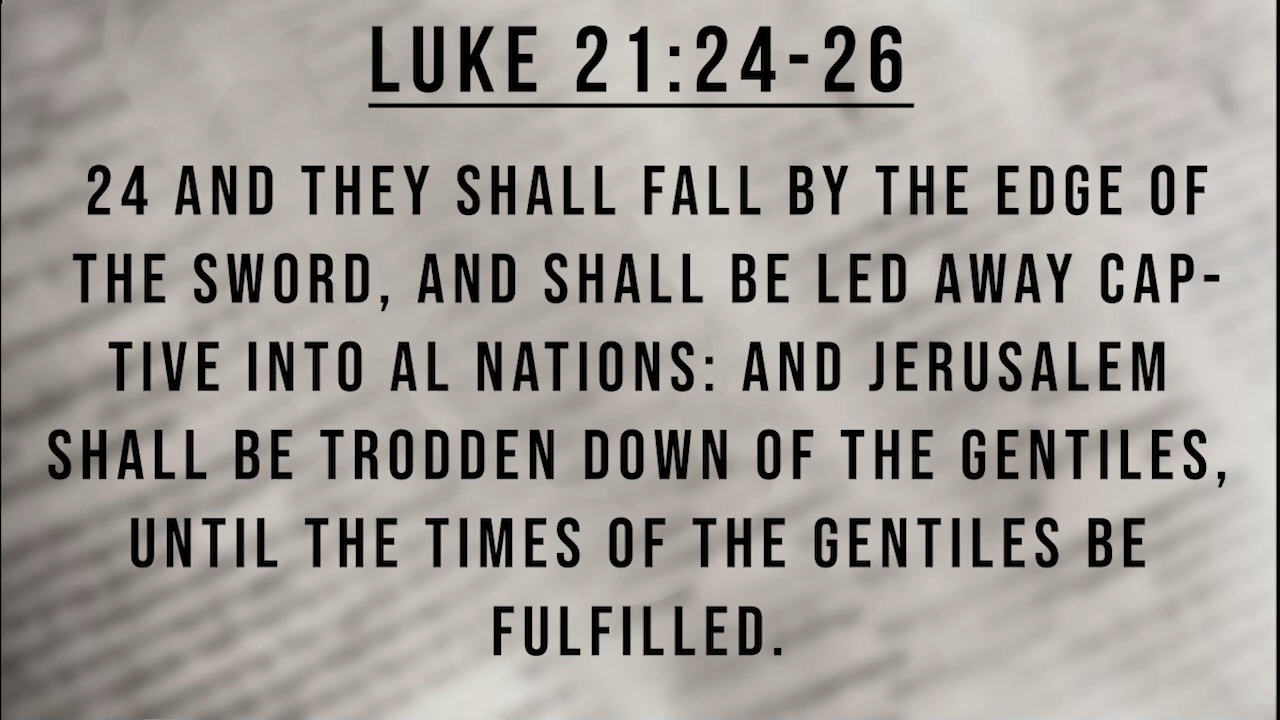 LUKE 21:24-26
24 AND THEY SHALL FALL BY THE EDGE OF
THE SWORD, AND SHALL BE LED AWAY CAP-
TIVE INTO AL NATIONS: AND JERUSALEM
SHALL BE TRODDEN DOWN OF THE GENTILES,
UNTIL THE TIMES OF THE GENTILES BE
FULFILLED.